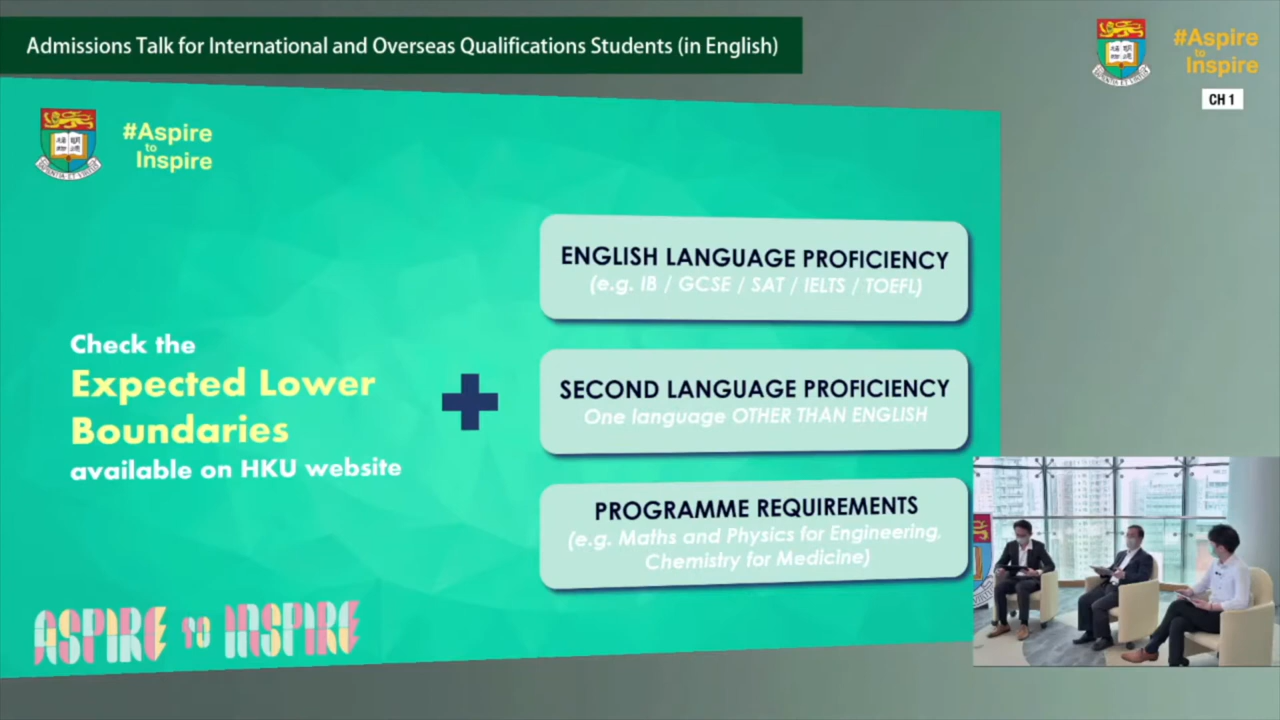 Admissions Talk for International and Overseas Qualifications Students (in English)
#Aspire
to
Inspire
CH 1
#Aspire
to
Inspire
Check the
Expected Lower
Boundaries
available on HKU website
ENGLISH LANGUAGE PROFICIENCY
(e.g. IB / GCSE / SAT / IELTS / TOEFL)
SECOND LANGUAGE PROFICIENCY
One language OTHER THAN ENGLISH
PROGRAMME REQUIREMENTS
(e.g. Maths and Physics for Engineering,
Chemistry for Medicine)
ASPIRE TO INSPIRE